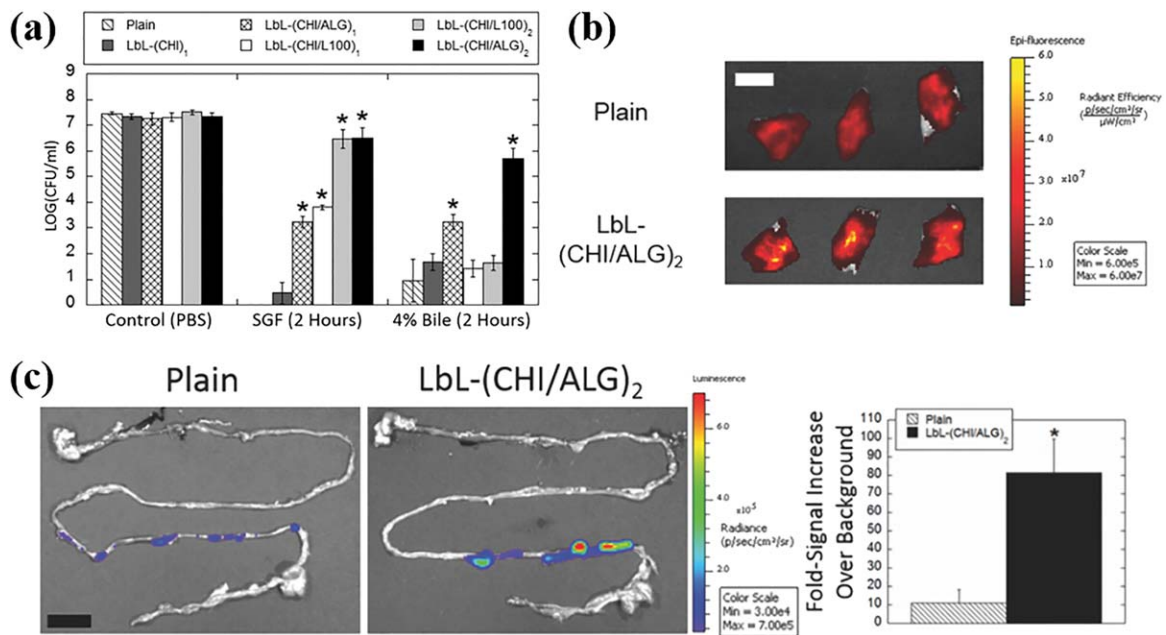 (a)
Plain
LbL-(CHI/ALG)₁
LbL-(CHI/L100)₂
LbL-(CHI)₁
LbL-(CHI/L100)₁
LbL-(CHI/ALG)₂
LOG(CFU/ml)
9
8
7
6
5
4
3
2
1
0
* * * *
* *
Control (PBS)
SGF (2 Hours)
4% Bile (2 Hours)
(b)
Plain
LbL-
(CHI/ALG)₂
Epi-fluorescence
6.0
5.0
4.0
x10⁷
3.0
2.0
1.0
Radiant Efficiency
(p/sec/cm²/sr / µW/cm²)
Color Scale
Min = 6.00e5
Max = 6.00e7
(c)
Plain
LbL-(CHI/ALG)₂
Luminescence
6.0
4.0
x10⁵
2.0
Radiance
(p/sec/cm²/sr)
Color Scale
Min = 3.00e4
Max = 7.00e5
Fold-Signal Increase
Over Background
110
100
90
80
70
60
50
40
30
20
10
0
Plain
LbL-(CHI/ALG)₂
*